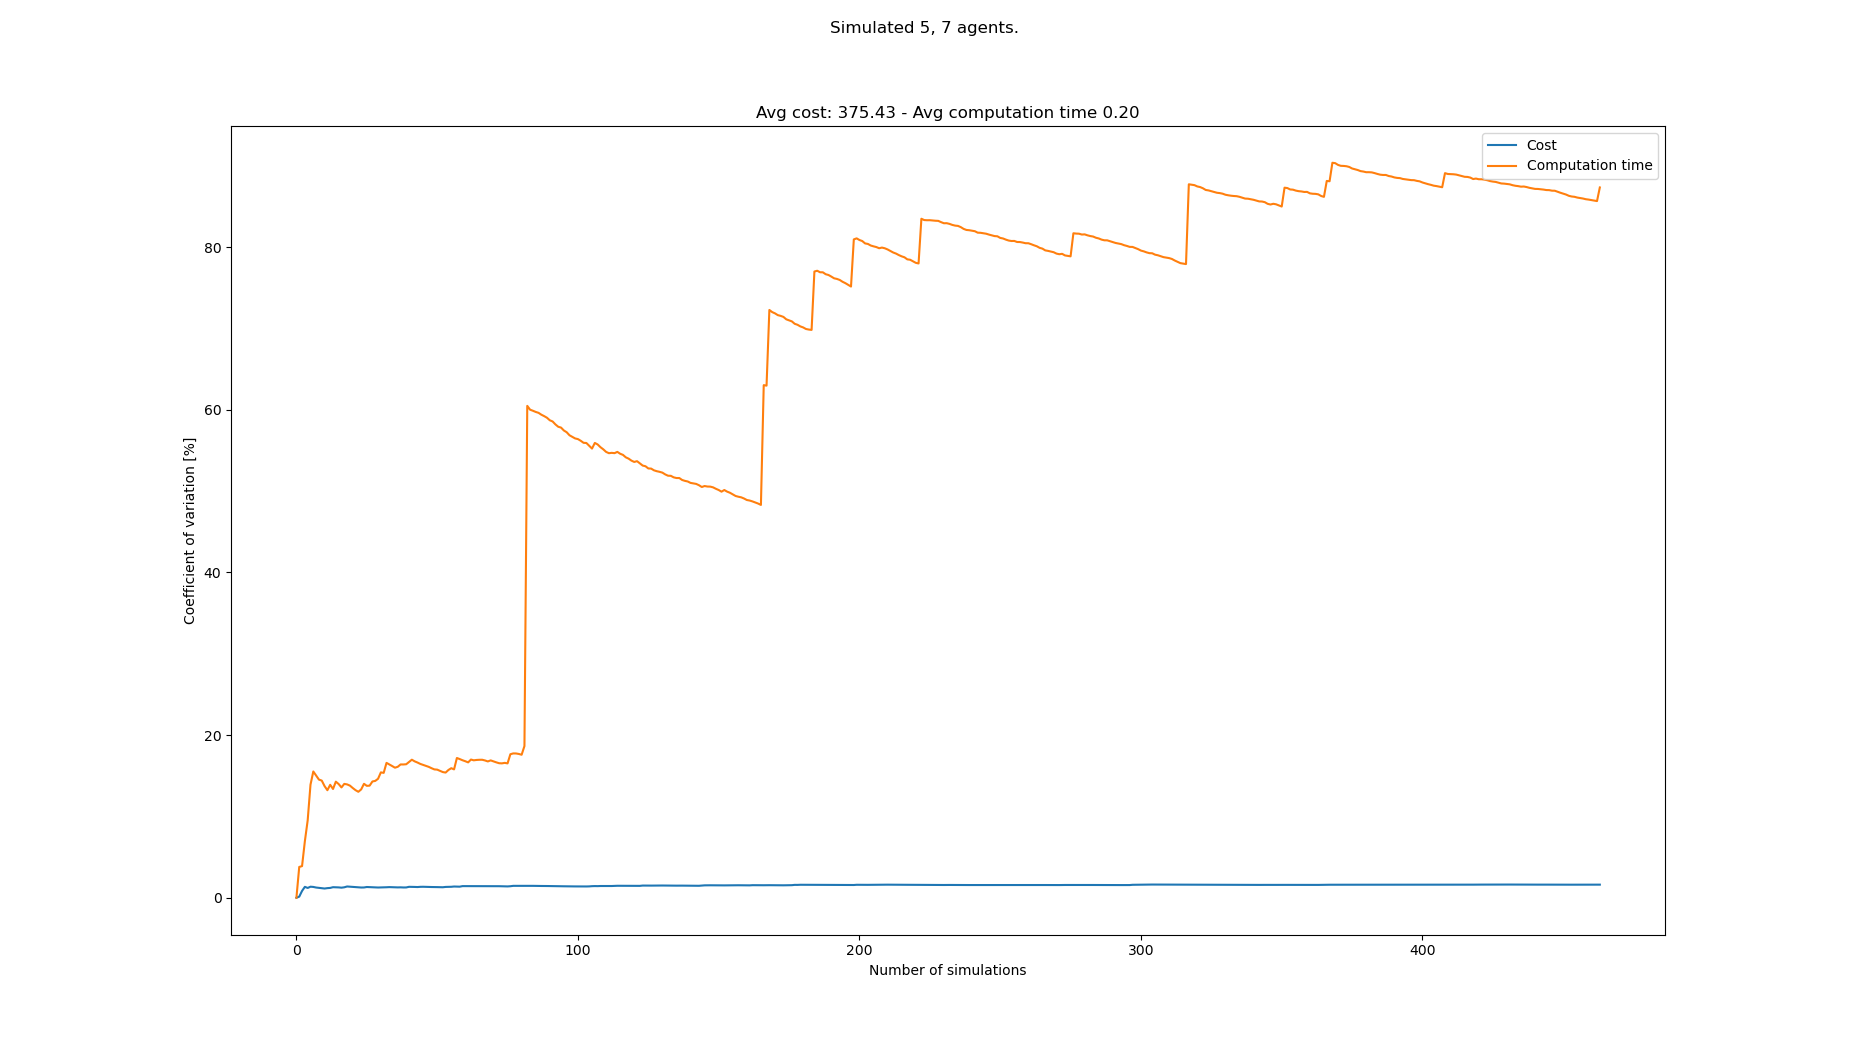 Simulated 5, 7 agents.
Avg cost: 375.43 - Avg computation time 0.20
Cost
Computation time
80
60
40
20
0
Coefficient of variation [%]
0 100 200 300 400
Number of simulations